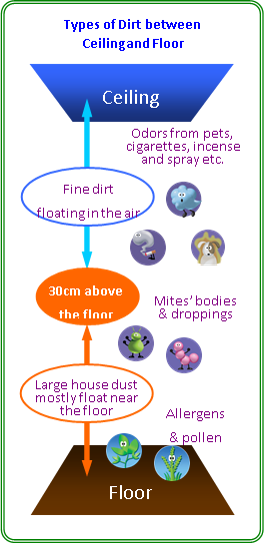 Types of Dirt between
Ceiling and Floor
Ceiling
Odors from pets,
cigarettes, incense
and spray etc.
Fine dirt
floating in the air
30cm above
the floor
Mites' bodies
& droppings
Large house dust
mostly float near
the floor
Allergens
& pollen
Floor